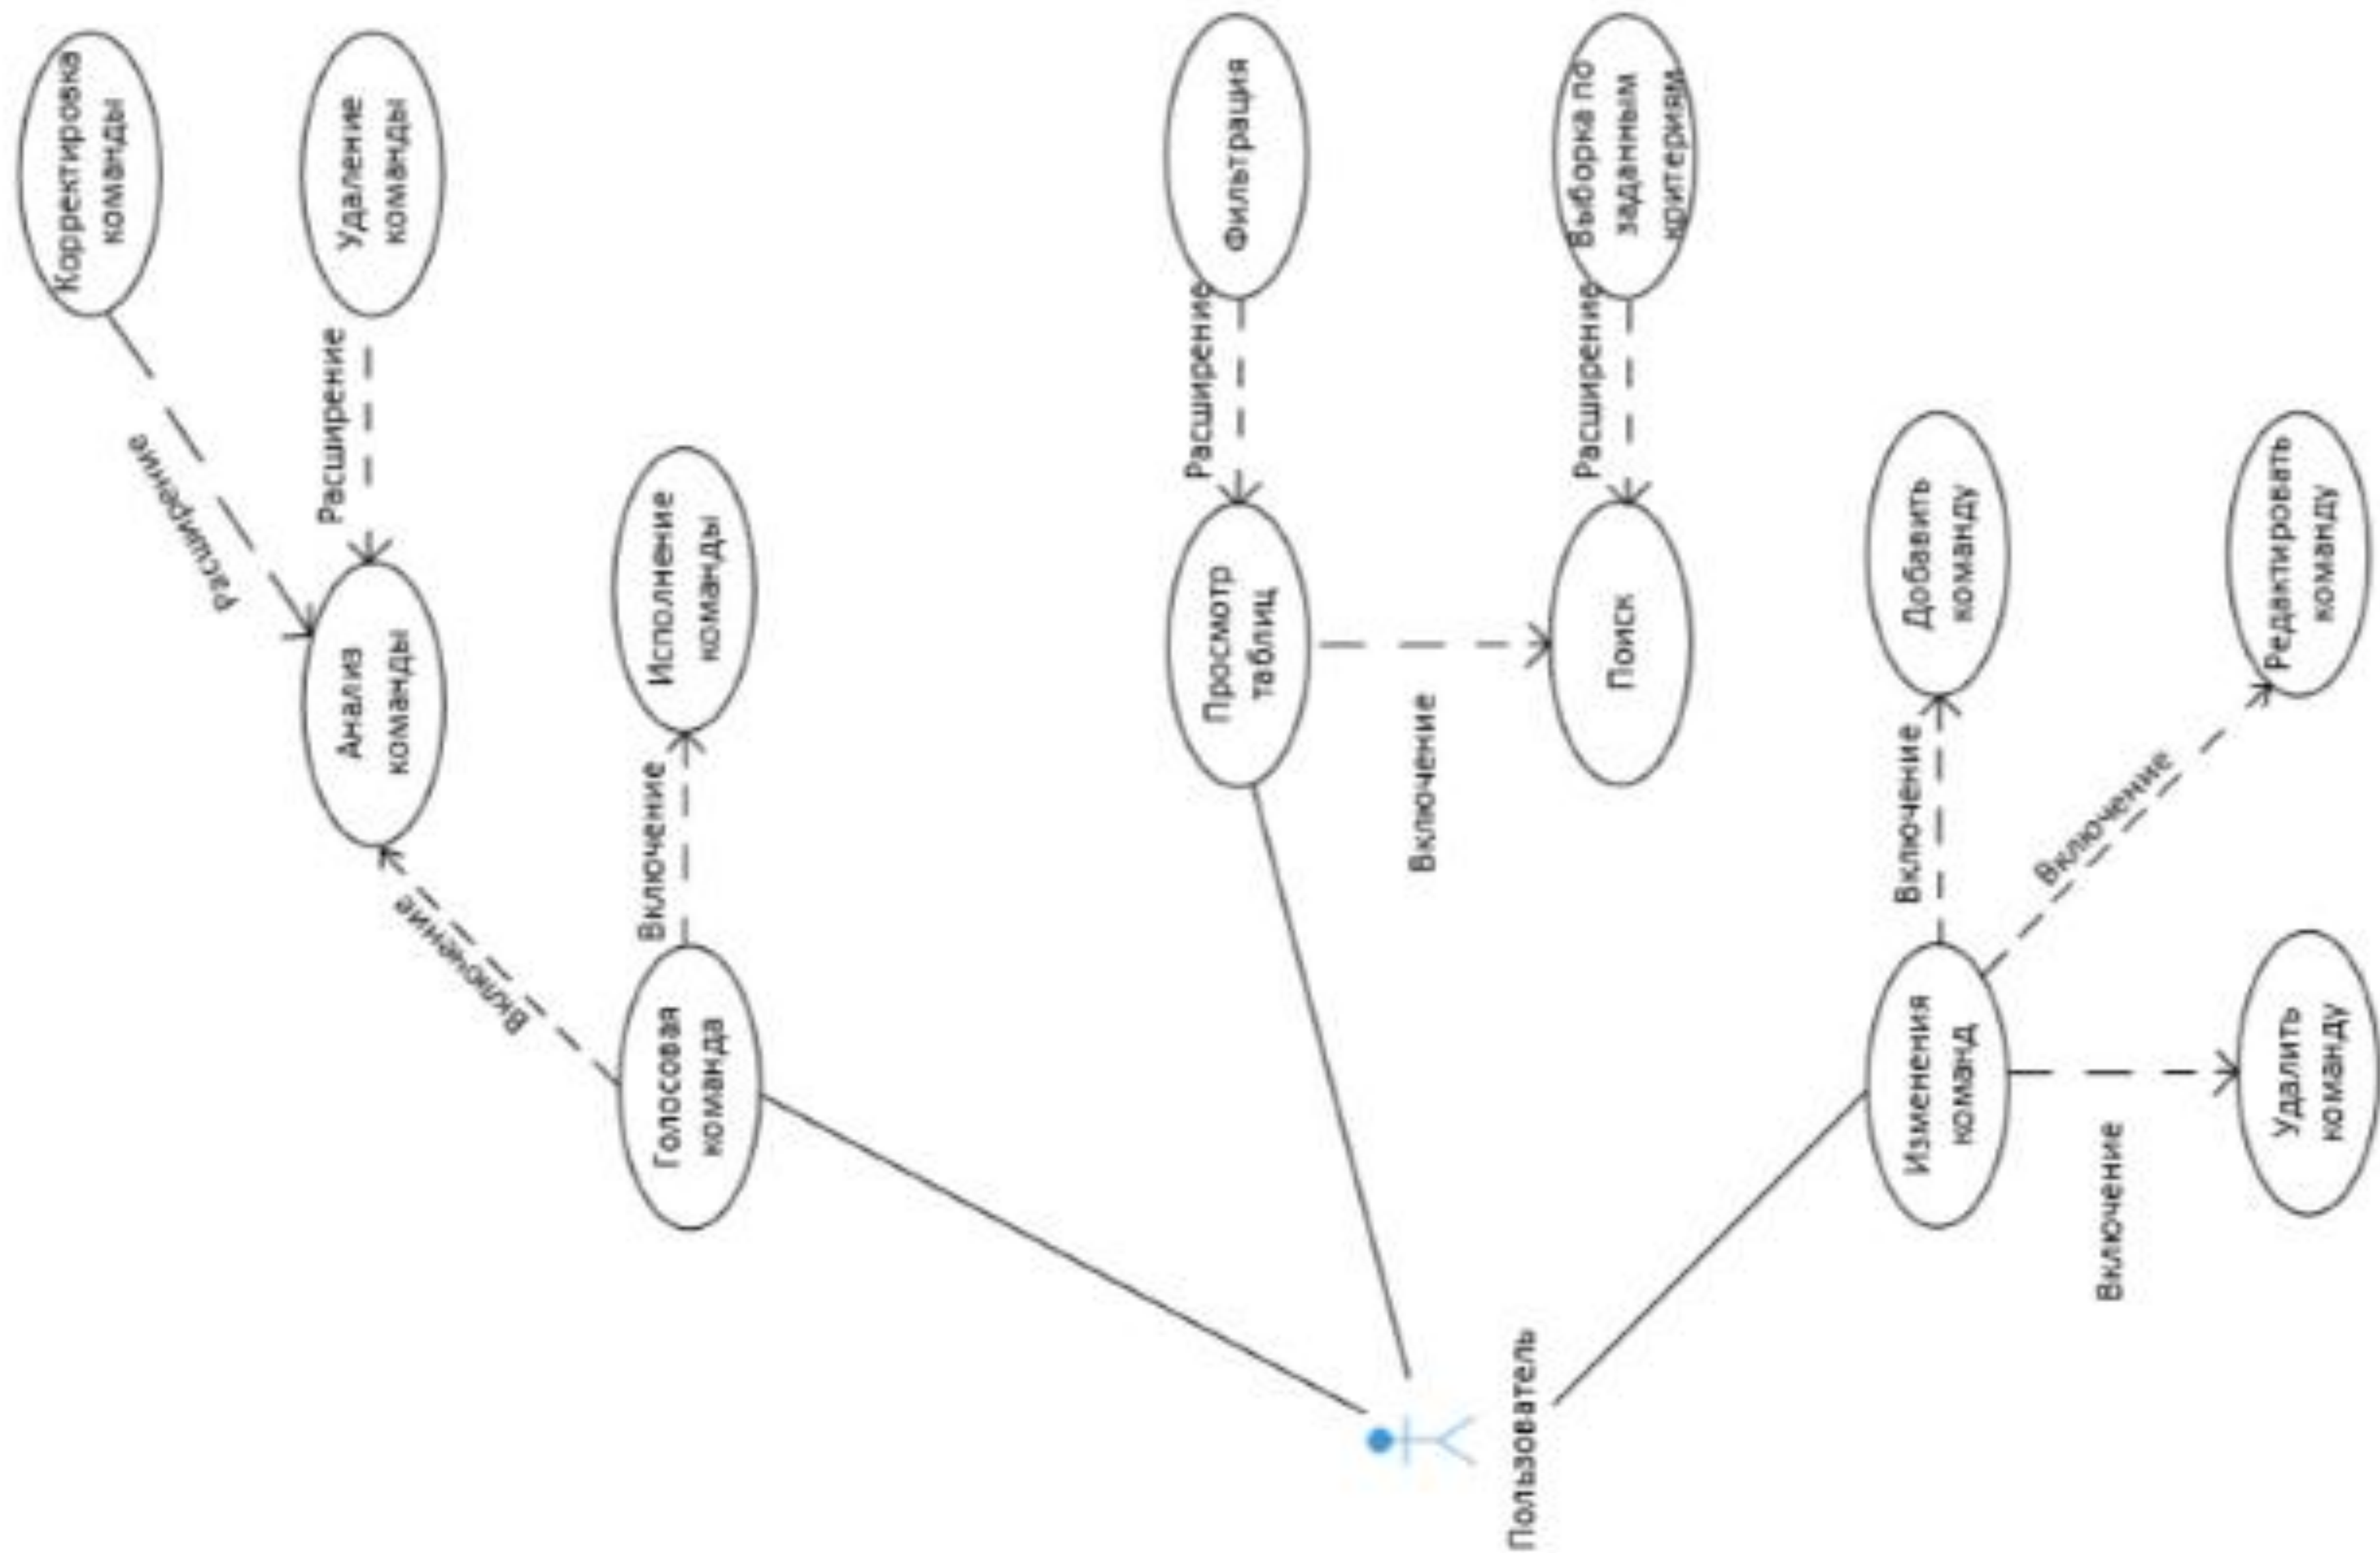 Корректировка
команды
Расширение
Удаление
команды
Расширение
Анализ
команды
Включение
Исполнение
команды
Включение
Голосовая
команда
Фильтрация
Расширение
Просмотр
таблиц
Включение
Выборка по
заданным
критериям
Расширение
Поиск
Пользователь
Добавить
команду
Включение
Изменения
команд
Включение
Редактировать
команду
Включение
Удалить
команду